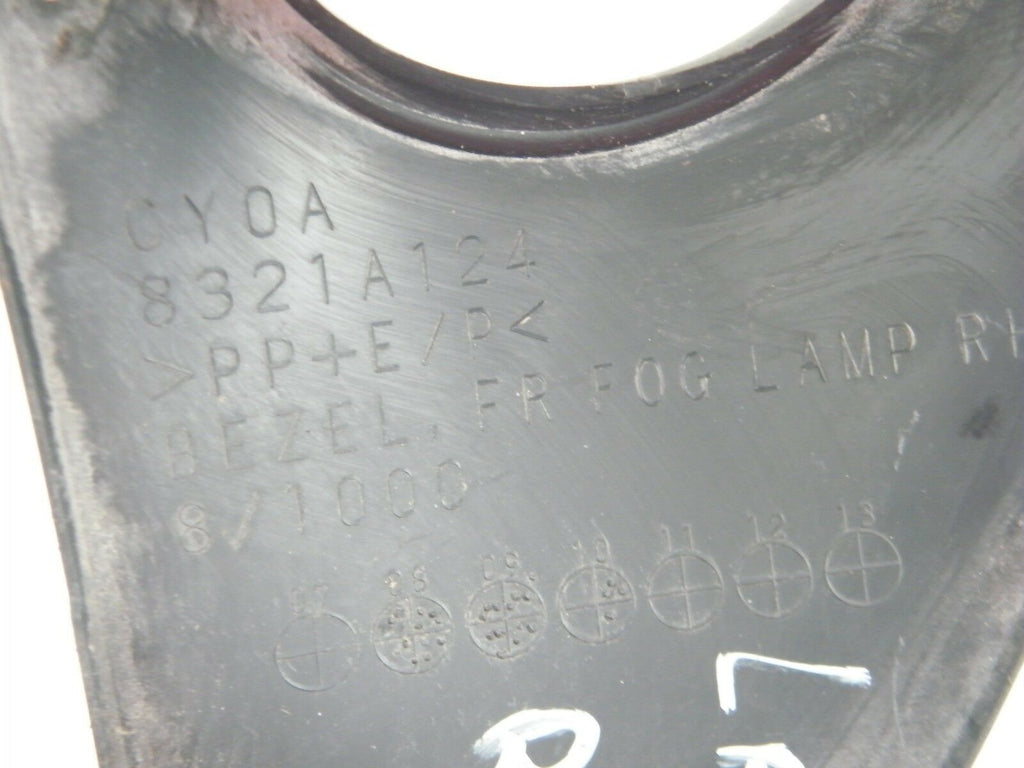 CY0A
8321A124
>PP+E/P<
BEZEL, FR FOG LAMP RH
8/1000
07 08 09 10 11 12 13